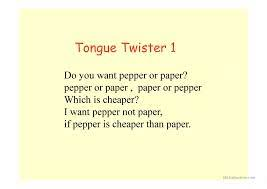 Tongue Twister 1
Do you want pepper or paper?
pepper or paper , paper or pepper
Which is cheaper?
I want pepper not paper,
if pepper is cheaper than paper.